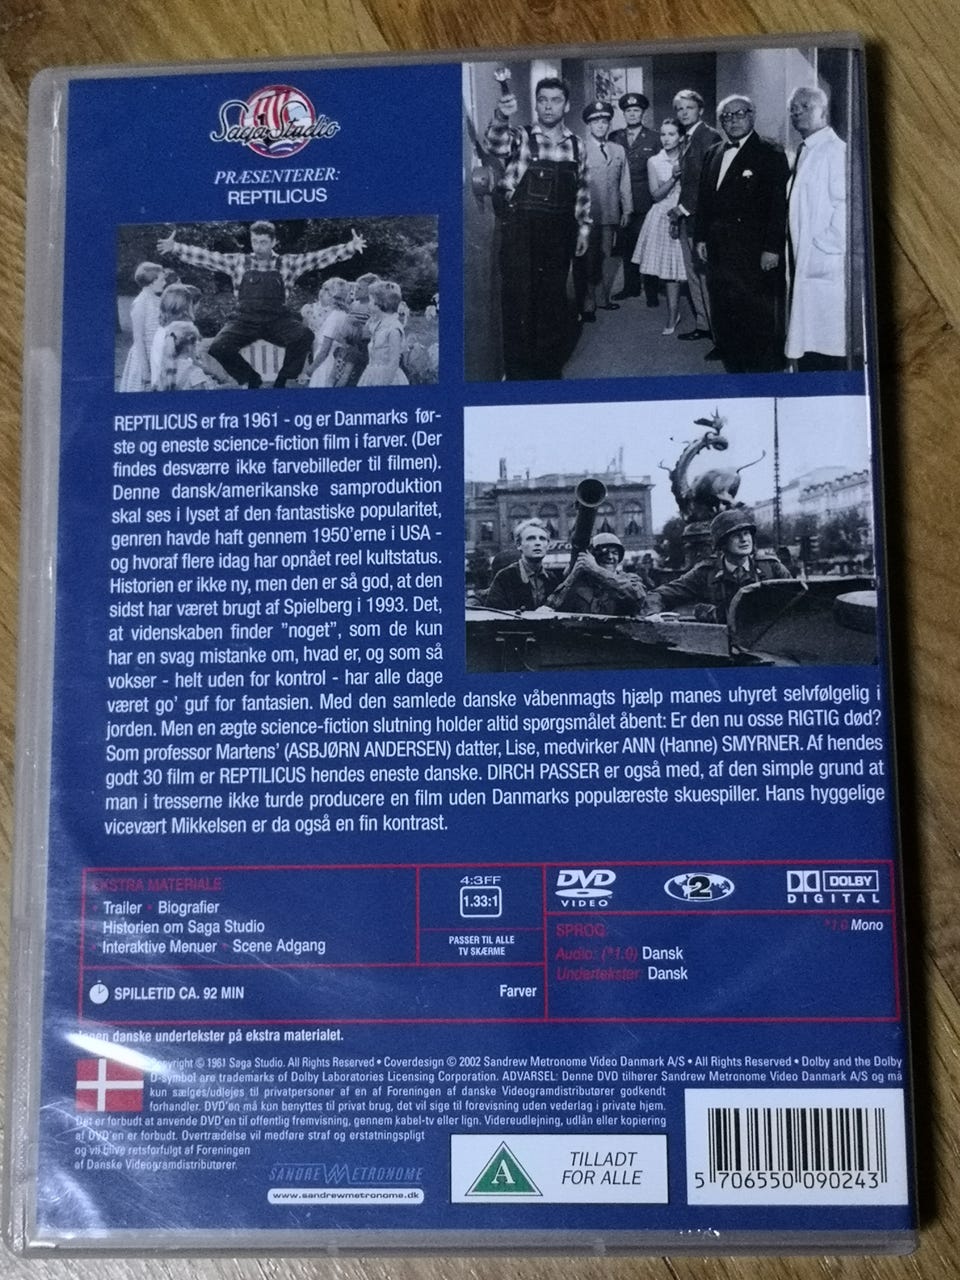 Saga Studio
PRÆSENTERER:
REPTILICUS
REPTILICUS er fra 1961 - og er Danmarks før-
ste og eneste science-fiction film i farver. (Der
findes desværre ikke farvebilleder til filmen).
Denne dansk/amerikanske samproduktion
skal ses i lyset af den fantastiske popularitet,
genren havde haft gennem 1950'erne i USA -
og hvoraf flere idag har opnået reel kultstatus.
Historien er ikke ny, men den er så god, at den
sidst har været brugt af Spielberg i 1993. Det,
at videnskaben finder "noget", som de kun
har en svag mistanke om, hvad er, og som så
vokser - helt uden for kontrol - har alle dage
været go' guf for fantasien. Med den samlede danske våbenmagts hjælp manes uhyret selvfølgelig i
jorden. Men en ægte science-fiction slutning holder altid spørgsmålet åbent: Er den nu osse RIGTIG død?
Som professor Martens' (ASBJØRN ANDERSEN) datter, Lise, medvirker ANN (Hanne) SMYRNER. Af hendes
godt 30 film er REPTILICUS hendes eneste danske. DIRCH PASSER er også med, af den simple grund at
man i tresserne ikke turde producere en film uden Danmarks populæreste skuespiller. Hans hyggelige
vicevært Mikkelsen er da også en fin kontrast.
EKSTRA MATERIALE
· Trailer · Biografier
· Historien om Saga Studio
· Interaktive Menuer · Scene Adgang
4:3FF
1.33:1
PASSER TIL ALLE
TV SKÆRME
DVD
VIDEO
2
DOLBY
DIGITAL
SPROG:
*1.0 Mono
Audio: (*1.0) Dansk
Undertekster: Dansk
SPILLETID CA. 92 MIN
Farver
Ingen danske undertekster på ekstra materialet.
Copyright © 1961 Saga Studio. All Rights Reserved • Coverdesign © 2002 Sandrew Metronome Video Danmark A/S • All Rights Reserved • Dolby and the Dolby
D-symbol are trademarks of Dolby Laboratories Licensing Corporation. ADVARSEL: Denne DVD tilhører Sandrew Metronome Video Danmark A/S og må
kun sælges/udlejes til privatpersoner af en af Foreningen af danske Videogramdistributører godkendt
forhandler. DVD'en må kun benyttes til privat brug, det vil sige til forevisning uden vederlag i private hjem.
Det er forbudt at anvende DVD'en til offentlig fremvisning, gennem kabel-tv eller lign. Videreudlejning, udlån eller kopiering
af DVD'en er forbudt. Overtrædelse vil medføre straf og erstatningspligt
og vil blive retsforfulgt af Foreningen
af Danske Videogramdistributører.
SANDREW METRONOME
www.sandrewmetronome.dk
A
TILLADT
FOR ALLE
5 706550 090243